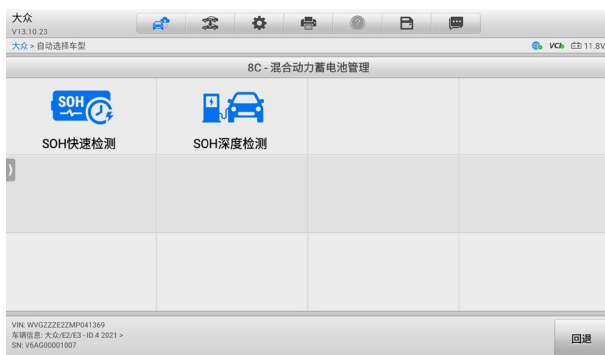 大众
V13.10.23
大众 > 自动选择车型
VCI
11.8V
8C - 混合动力蓄电池管理
SOH
SOH快速检测
SOH深度检测
VIN: WVGZZZE2ZMP041369
车辆信息: 大众/E2/E3 - ID.4 2021 >
SN: V6AG00001007
回退